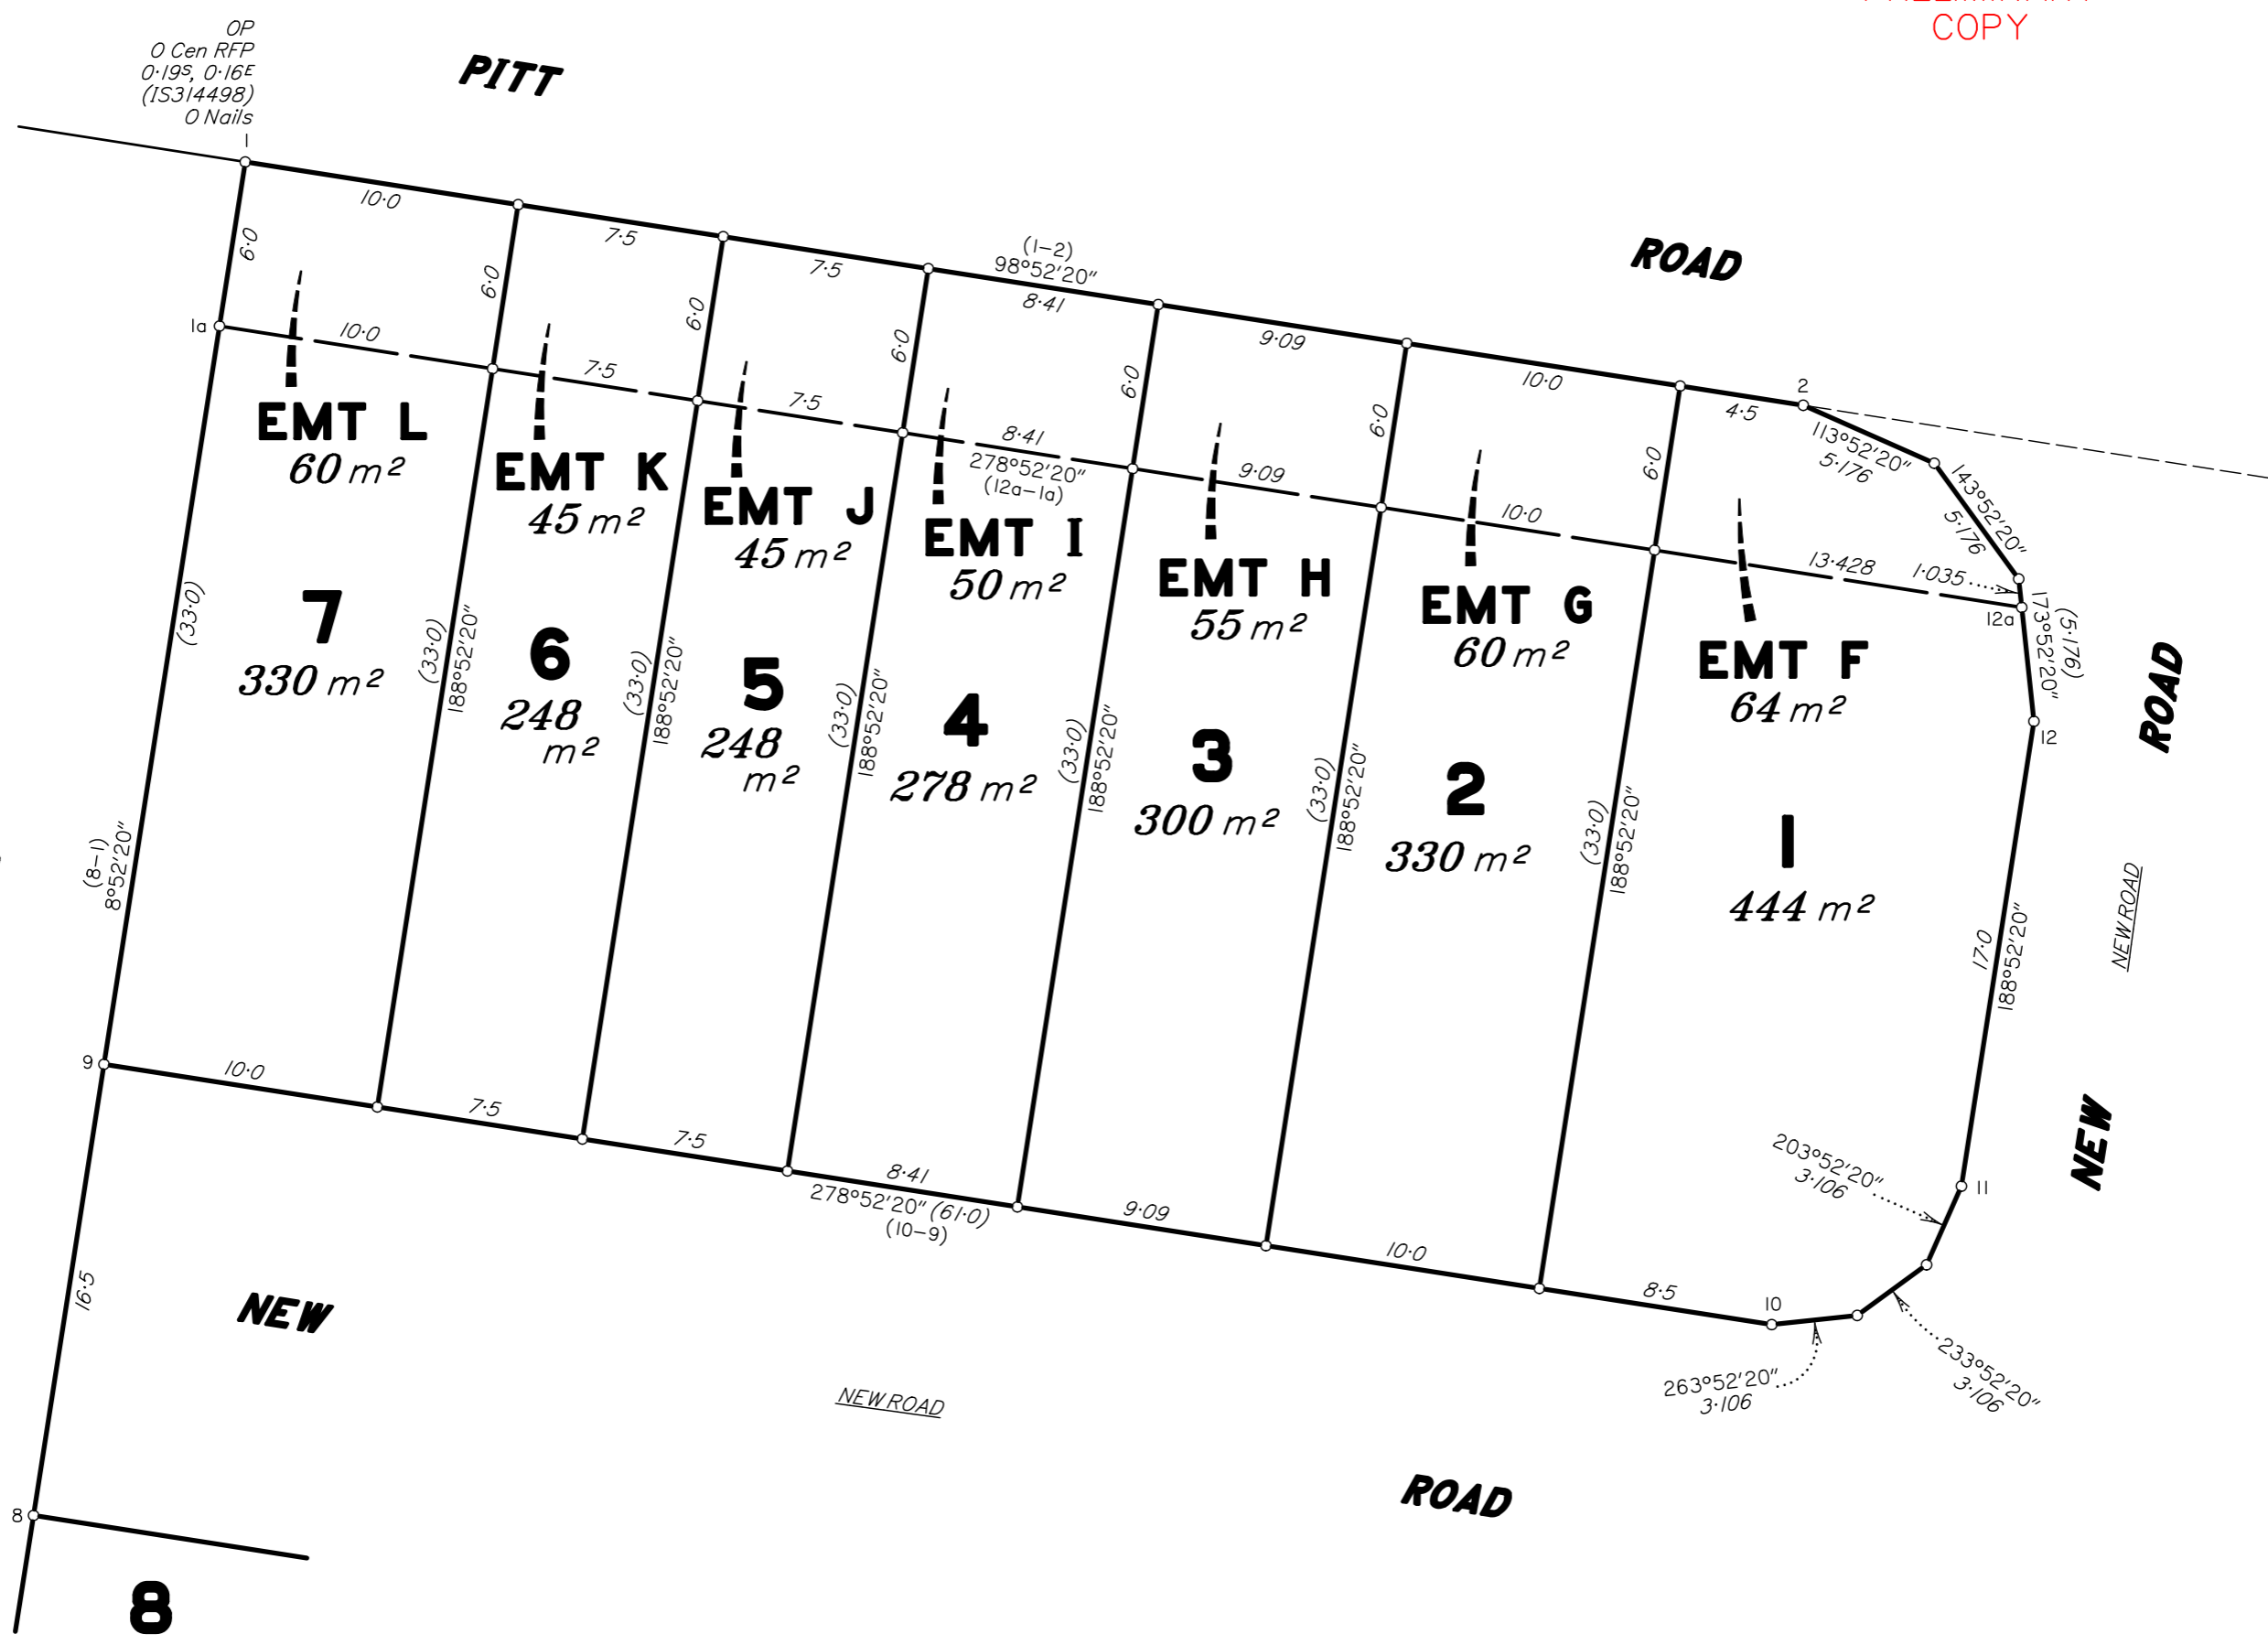 COPY
OP
O Cen RFP
0·19S, 0·16E
(IS314498)
O Nails
1
PITT
ROAD
10·0
7·5
7·5
(1-2)
98°52'20"
8·41
9·09
10·0
4·5
2
113°52'20"
5·176
143°52'20"
5·176
1·035
173°52'20"
(5·176)
12a
12
6·0
6·0
6·0
6·0
6·0
6·0
6·0
1a
10·0
7·5
7·5
8·41
278°52'20"
(12a-1a)
9·09
10·0
13·428
EMT L
60 m²
EMT K
45 m²
EMT J
45 m²
EMT I
50 m²
EMT H
55 m²
EMT G
60 m²
EMT F
64 m²
7
330 m²
6
248
m²
5
248
m²
4
278 m²
3
300 m²
2
330 m²
1
444 m²
(33·0)
(8-1)
8°52'20"
(33·0)
188°52'20"
(33·0)
188°52'20"
(33·0)
188°52'20"
(33·0)
188°52'20"
(33·0)
188°52'20"
(33·0)
188°52'20"
17·0
188°52'20"
NEW ROAD
ROAD
NEW
9
10·0
7·5
7·5
8·41
278°52'20" (61·0)
(10-9)
9·09
10·0
8·5
10
11
203°52'20"
3·106
233°52'20"
3·106
263°52'20"
3·106
16·5
NEW
NEW ROAD
ROAD
8
8